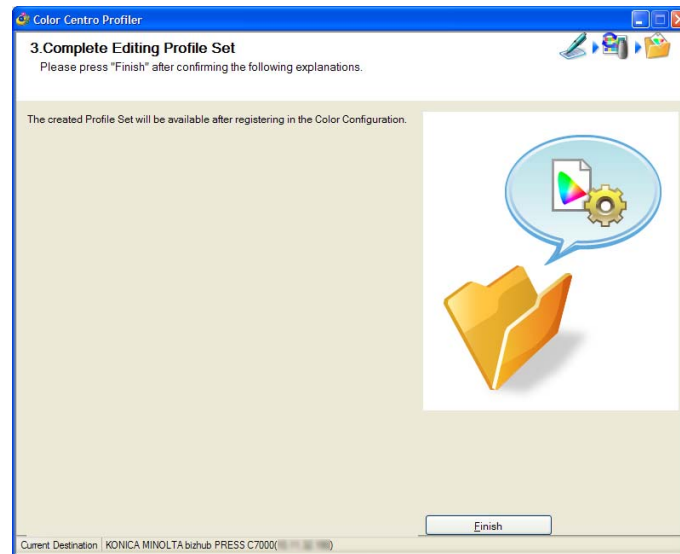 Color Centro Profiler
3.Complete Editing Profile Set
Please press "Finish" after confirming the following explanations.
The created Profile Set will be available after registering in the Color Configuration.
Finish
Current Destination KONICA MINOLTA bizhub PRESS C7000(